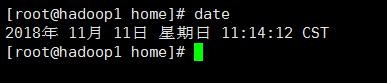 [root@hadoop1 home]# date
2018年 11月 11日 星期日 11:14:12 CST
[root@hadoop1 home]#